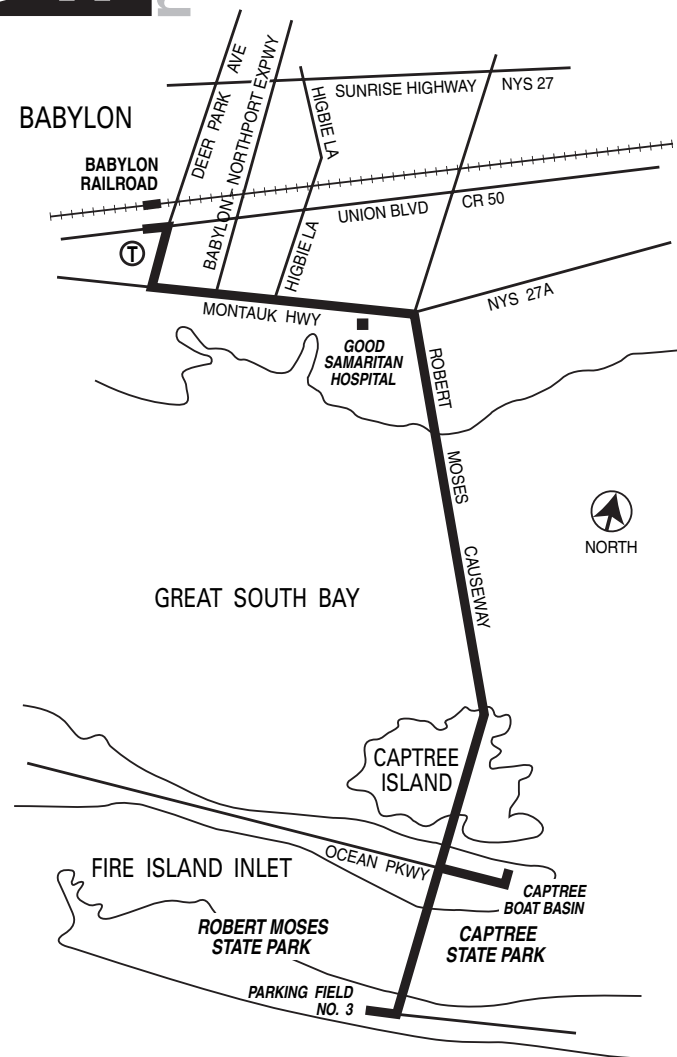 DEER PARK AVE
BABYLON - NORTHPORT EXPWY
HIGBIE LA
SUNRISE HIGHWAY NYS 27
BABYLON
BABYLON
RAILROAD
UNION BLVD CR 50
T
HIGBIE LA
NYS 27A
MONTAUK HWY
GOOD
SAMARITAN
HOSPITAL
ROBERT MOSES CAUSEWAY
NORTH
GREAT SOUTH BAY
CAPTREE
ISLAND
OCEAN PKWY
FIRE ISLAND INLET
CAPTREE
BOAT BASIN
ROBERT MOSES
STATE PARK
CAPTREE
STATE PARK
PARKING FIELD
NO. 3